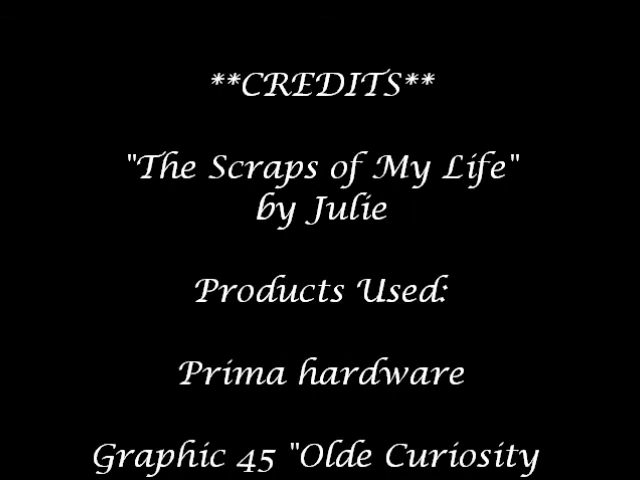 **CREDITS**
"The Scraps of My Life"
by Julie
Products Used:
Prima hardware
Graphic 45 "Olde Curiosity